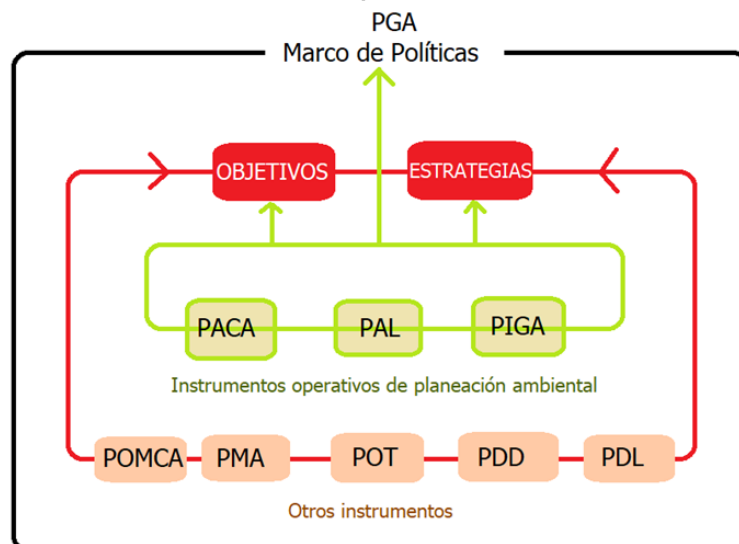 PGA
Marco de Políticas
OBJETIVOS
ESTRATEGIAS
PACA
PAL
PIGA
Instrumentos operativos de planeación ambiental
POMCA
PMA
POT
PDD
PDL
Otros instrumentos